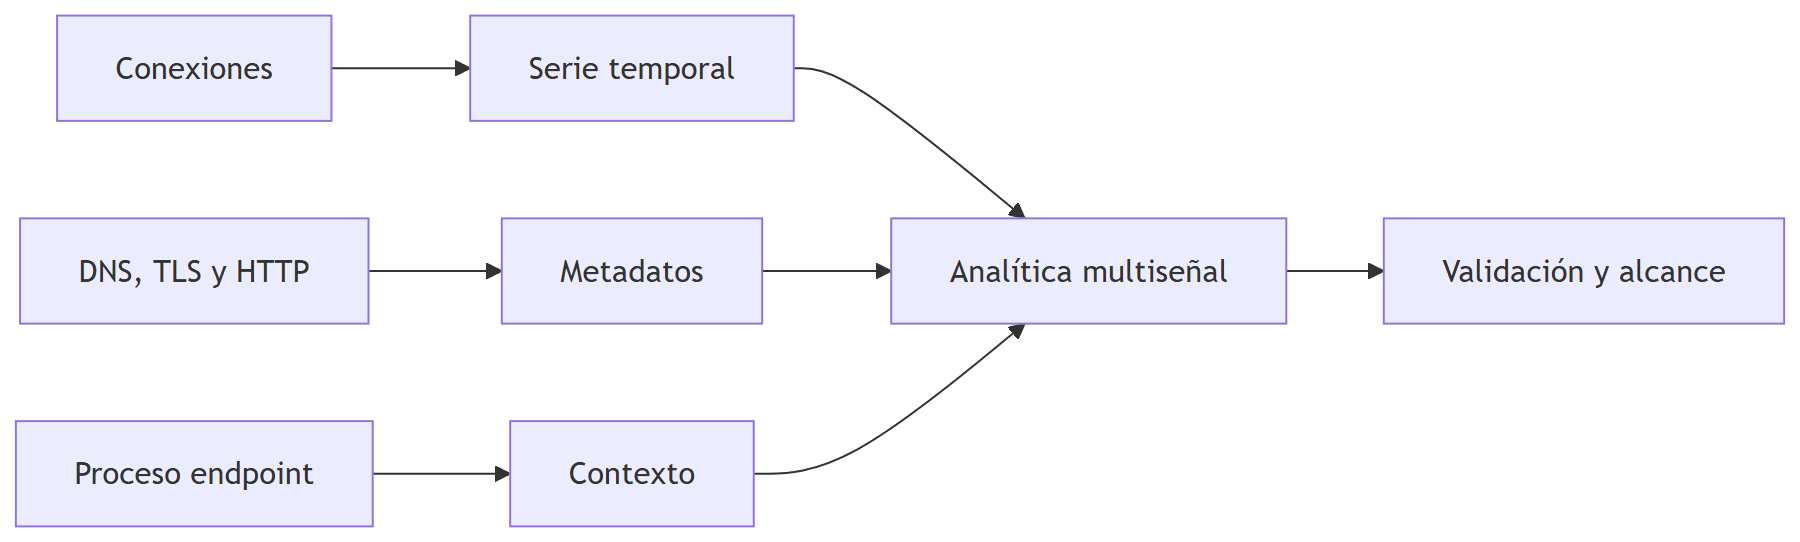 Conexiones
Serie temporal
DNS, TLS y HTTP
Metadatos
Analítica multiseñal
Validación y alcance
Proceso endpoint
Contexto